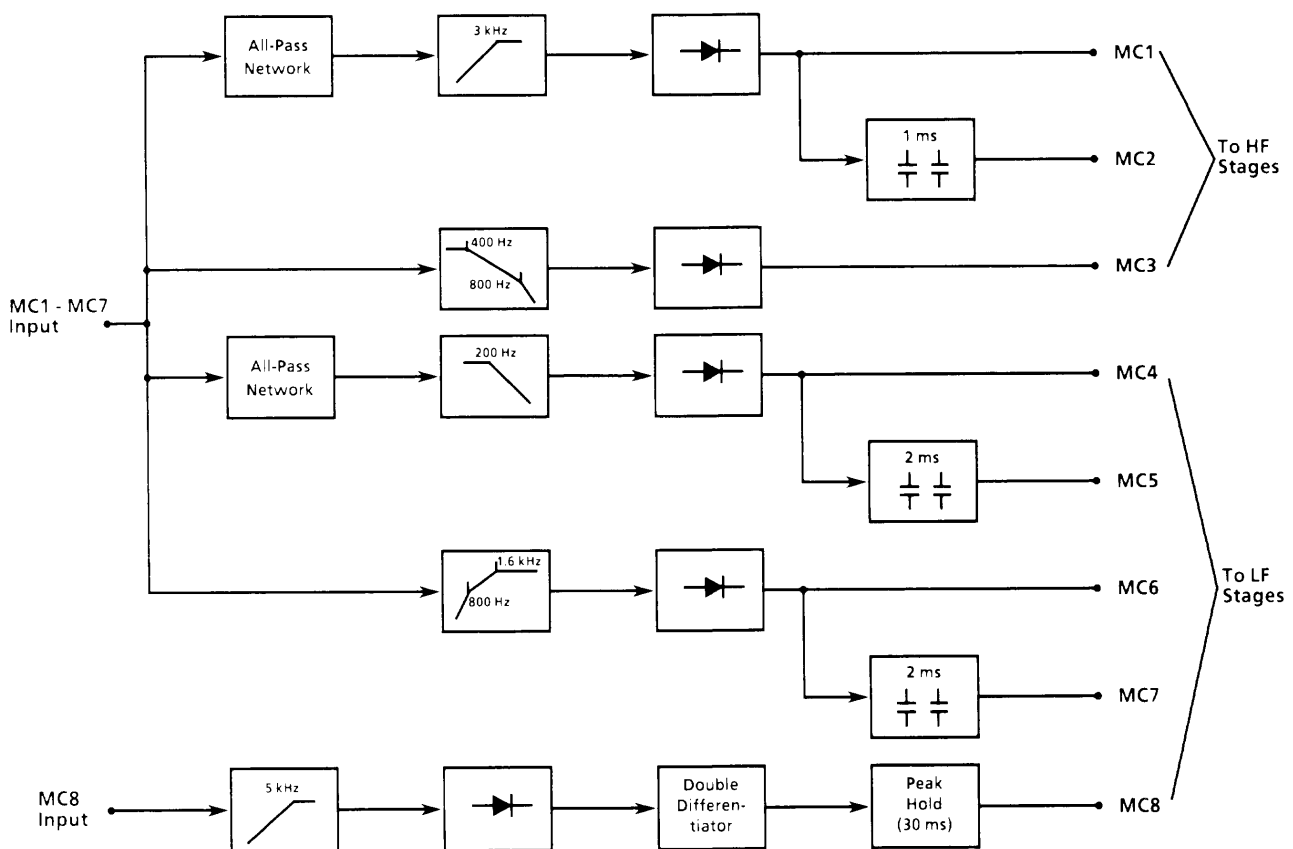 All-Pass
Network
3 kHz
MC1
1 ms
MC2
To HF
Stages
400 Hz
800 Hz
MC3
MC1 - MC7
Input
All-Pass
Network
200 Hz
MC4
2 ms
MC5
1.6 kHz
800 Hz
MC6
To LF
Stages
2 ms
MC7
MC8
Input
5 kHz
Double
Differen-
tiator
Peak
Hold
(30 ms)
MC8